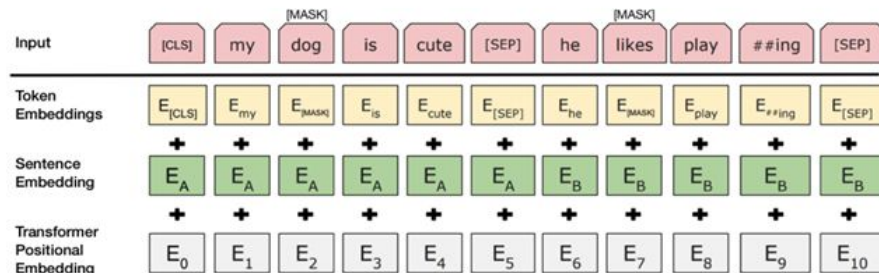 [MASK] [MASK]
Input [CLS] my dog is cute [SEP] he likes play ##ing [SEP]
Token
Embeddings
E[CLS] Emy E[MASK] Eis Ecute E[SEP] Ehe E[MASK] Eplay E##ing E[SEP]
Sentence
Embedding
EA EA EA EA EA EA EB EB EB EB EB
Transformer
Positional
Embedding
E0 E1 E2 E3 E4 E5 E6 E7 E8 E9 E10